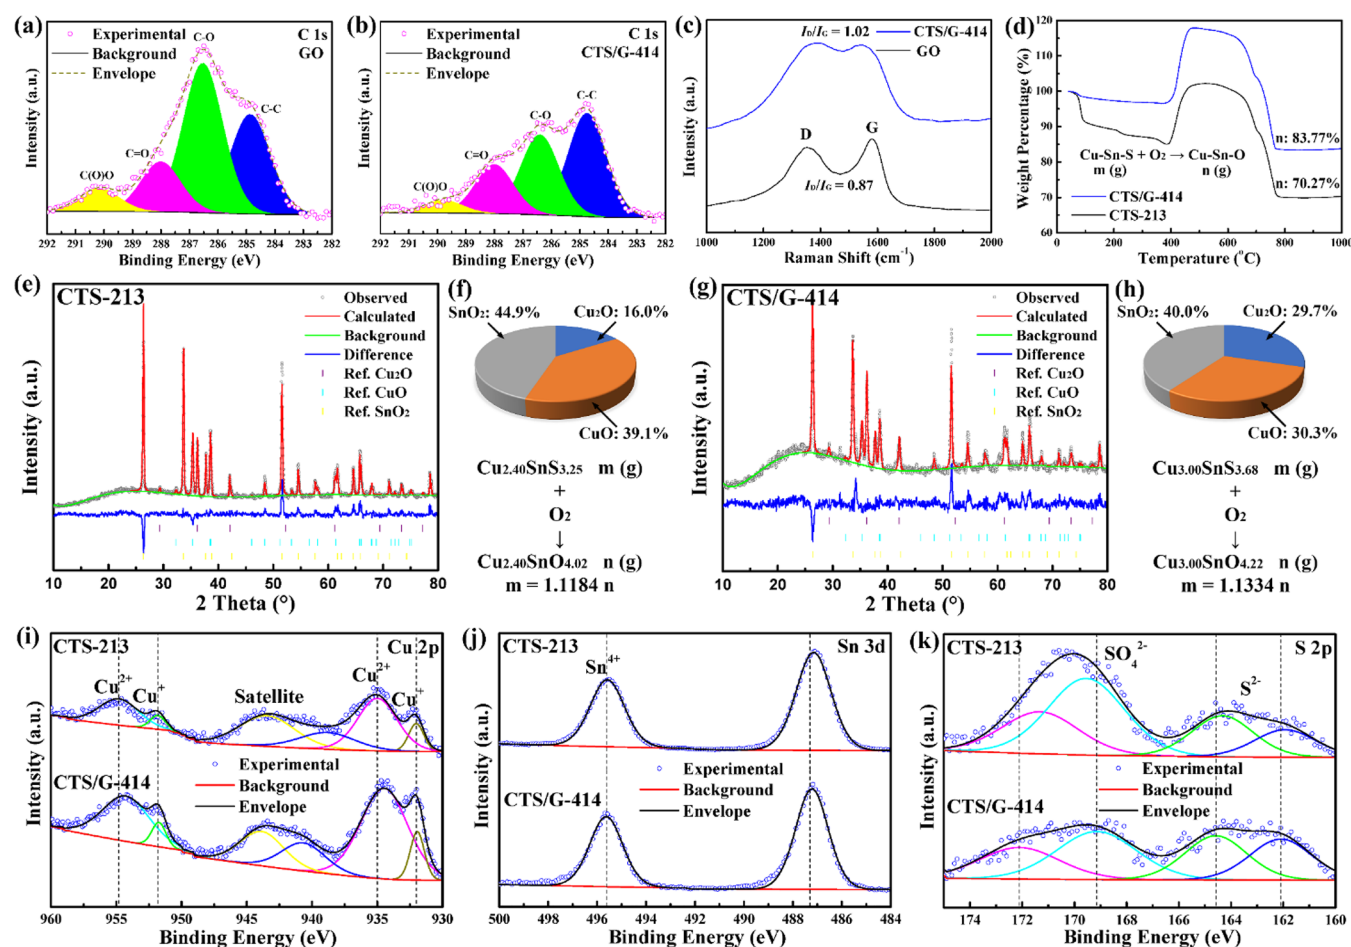 (a)
C 1s
GO
Experimental
Background
Envelope
C-O
C-C
C=O
C(O)O
Intensity (a.u.)
292 291 290 289 288 287 286 285 284 283 282
Binding Energy (eV)
(b)
C 1s
CTS/G-414
Experimental
Background
Envelope
C-C
C-O
C=O
C(O)O
Intensity (a.u.)
292 291 290 289 288 287 286 285 284 283 282
Binding Energy (eV)
(c)
ID/IG = 1.02
CTS/G-414
GO
D
G
ID/IG = 0.87
Intensity (a.u.)
1000 1200 1400 1600 1800 2000
Raman Shift (cm-1)
(d)
120
110
100
90
80
70
60
Weight Percentage (%)
n: 83.77%
Cu-Sn-S + O2 → Cu-Sn-O
m (g) n (g)
n: 70.27%
CTS/G-414
CTS-213
0 200 400 600 800 1000
Temperature (oC)
(e)
CTS-213
Observed
Calculated
Background
Difference
Ref. Cu2O
Ref. CuO
Ref. SnO2
Intensity (a.u.)
10 20 30 40 50 60 70 80
2 Theta (°)
(f)
SnO2: 44.9%
Cu2O: 16.0%
CuO: 39.1%
Cu2.40SnS3.25 m (g)
+
O2
↓
Cu2.40SnO4.02 n (g)
m = 1.1184 n
(g)
CTS/G-414
Observed
Calculated
Background
Difference
Ref. Cu2O
Ref. CuO
Ref. SnO2
Intensity (a.u.)
10 20 30 40 50 60 70 80
2 Theta (°)
(h)
SnO2: 40.0%
Cu2O: 29.7%
CuO: 30.3%
Cu3.00SnS3.68 m (g)
+
O2
↓
Cu3.00SnO4.22 n (g)
m = 1.1334 n
(i)
CTS-213
Cu 2p
Cu2+
Cu+
Satellite
Cu2+
Cu+
CTS/G-414
Experimental
Background
Envelope
Intensity (a.u.)
960 955 950 945 940 935 930
Binding Energy (eV)
(j)
CTS-213
Sn 3d
Sn4+
CTS/G-414
Experimental
Background
Envelope
Intensity (a.u.)
500 498 496 494 492 490 488 486 484
Binding Energy (eV)
(k)
CTS-213
S 2p
SO42-
S2-
CTS/G-414
Experimental
Background
Envelope
Intensity (a.u.)
175 172 170 168 166 164 162 160
Binding Energy (eV)